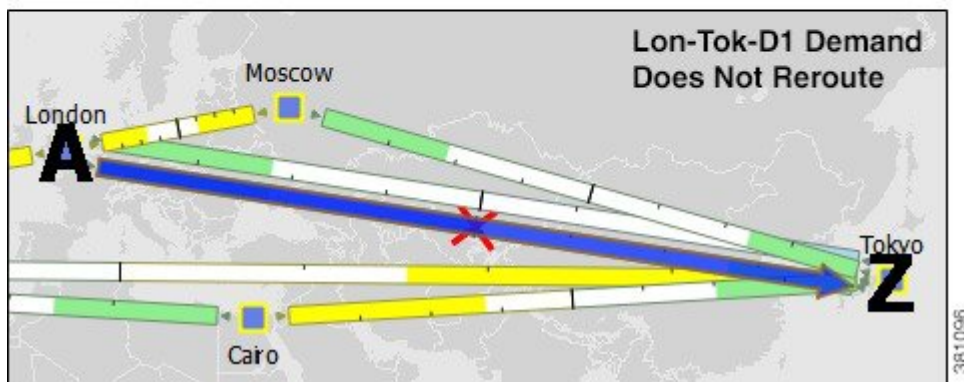 Lon-Tok-D1 Demand
Does Not Reroute
Moscow
London
A
Tokyo
Z
Cairo
381096